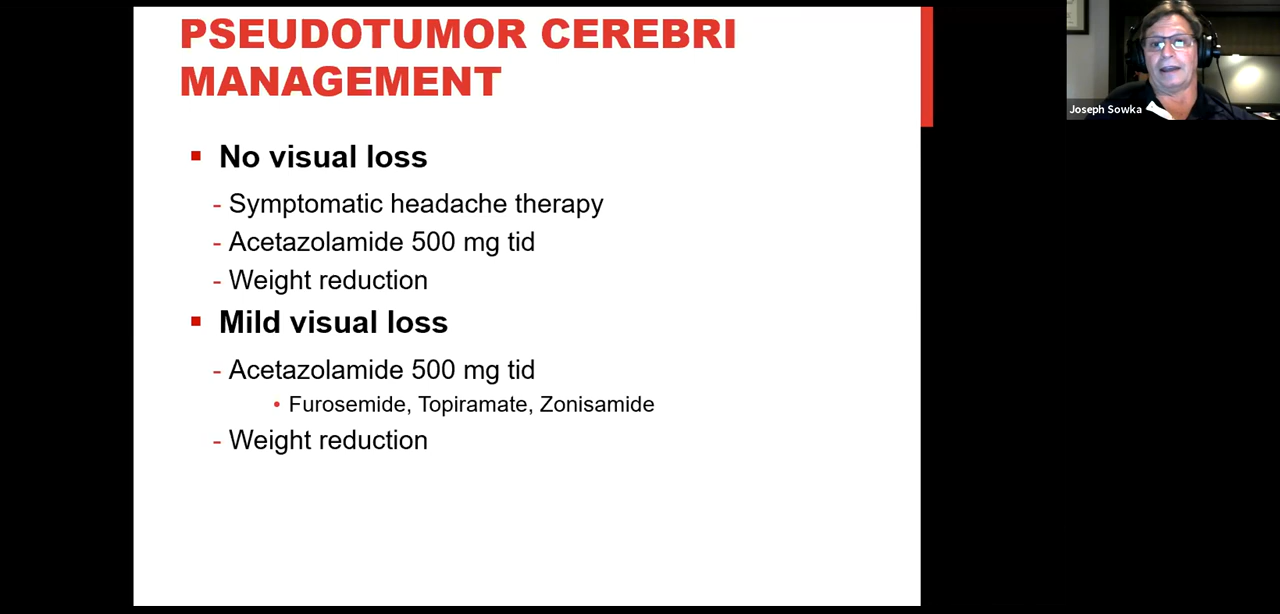 PSEUDOTUMOR CEREBRI
MANAGEMENT
▪ No visual loss
- Symptomatic headache therapy
- Acetazolamide 500 mg tid
- Weight reduction
▪ Mild visual loss
- Acetazolamide 500 mg tid
• Furosemide, Topiramate, Zonisamide
- Weight reduction
Joseph Sowka